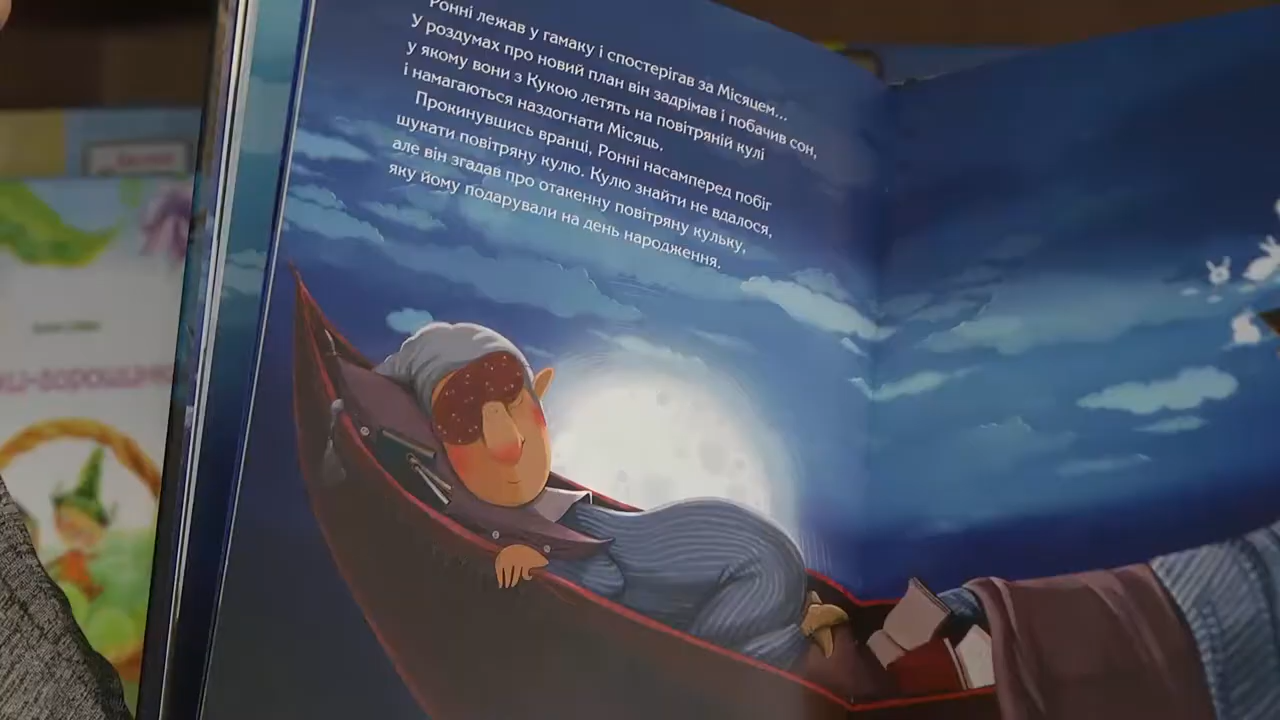 Ронні лежав у гамаку і спостерігав за Місяцем...
У роздумах про новий план він задрімав і побачив сон,
у якому вони з Кукою летять на повітряній кулі
і намагаються наздогнати Місяць.
Прокинувшись вранці, Ронні насамперед побіг
шукати повітряну кулю. Кулю знайти не вдалося,
але він згадав про отакенну повітряну кульку,
яку йому подарували на день народження.